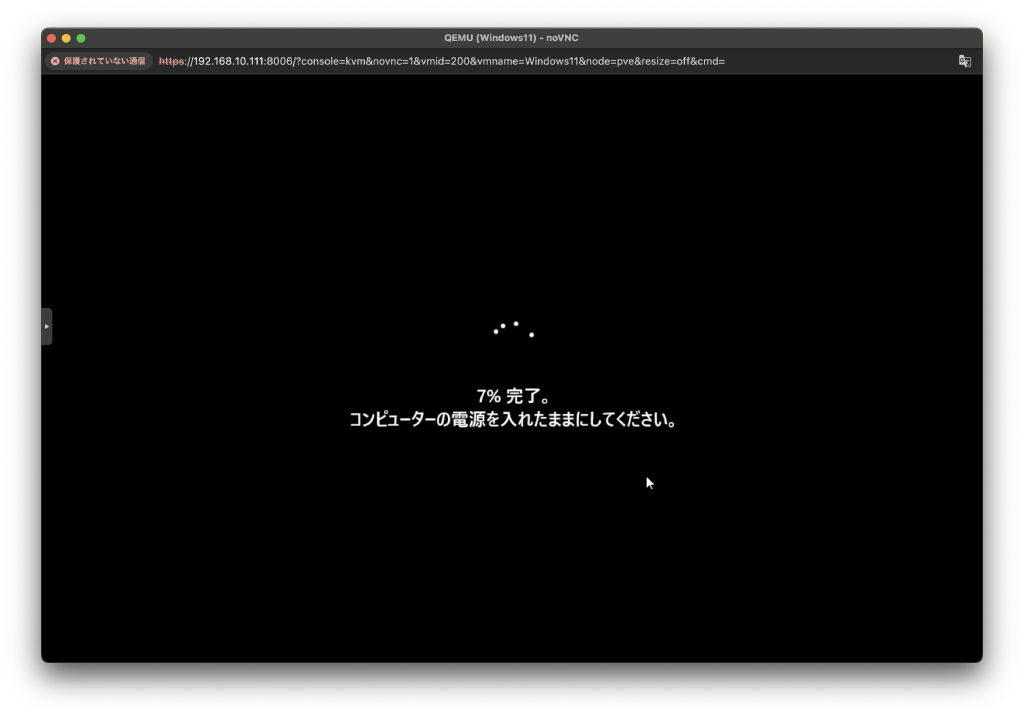 QEMU (Windows11) - noVNC
保護されていない通信 https://192.168.10.111:8006/?console=kvm&novnc=1&vmid=200&vmname=Windows11&node=pve&resize=off&cmd=
7% 完了。
コンピューターの電源を入れたままにしてください。